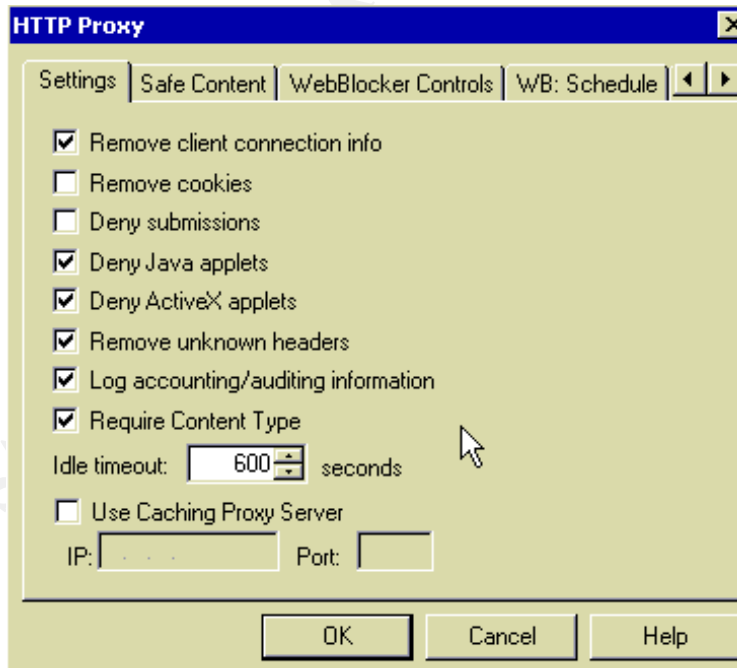 HTTP Proxy
Settings Safe Content WebBlocker Controls WB: Schedule
Remove client connection info
Remove cookies
Deny submissions
Deny Java applets
Deny ActiveX applets
Remove unknown headers
Log accounting/auditing information
Require Content Type
Idle timeout: 600 seconds
Use Caching Proxy Server
IP: . . . Port:
OK Cancel Help